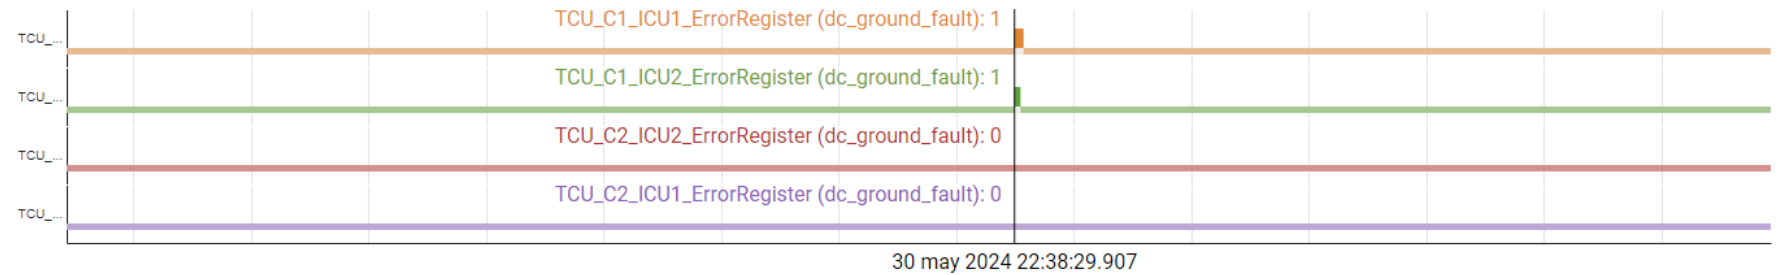 TCU_C1_ICU1_ErrorRegister (dc_ground_fault): 1
TCU_...
TCU_C1_ICU2_ErrorRegister (dc_ground_fault): 1
TCU_...
TCU_C2_ICU2_ErrorRegister (dc_ground_fault): 0
TCU_...
TCU_C2_ICU1_ErrorRegister (dc_ground_fault): 0
TCU_...
30 may 2024 22:38:29.907